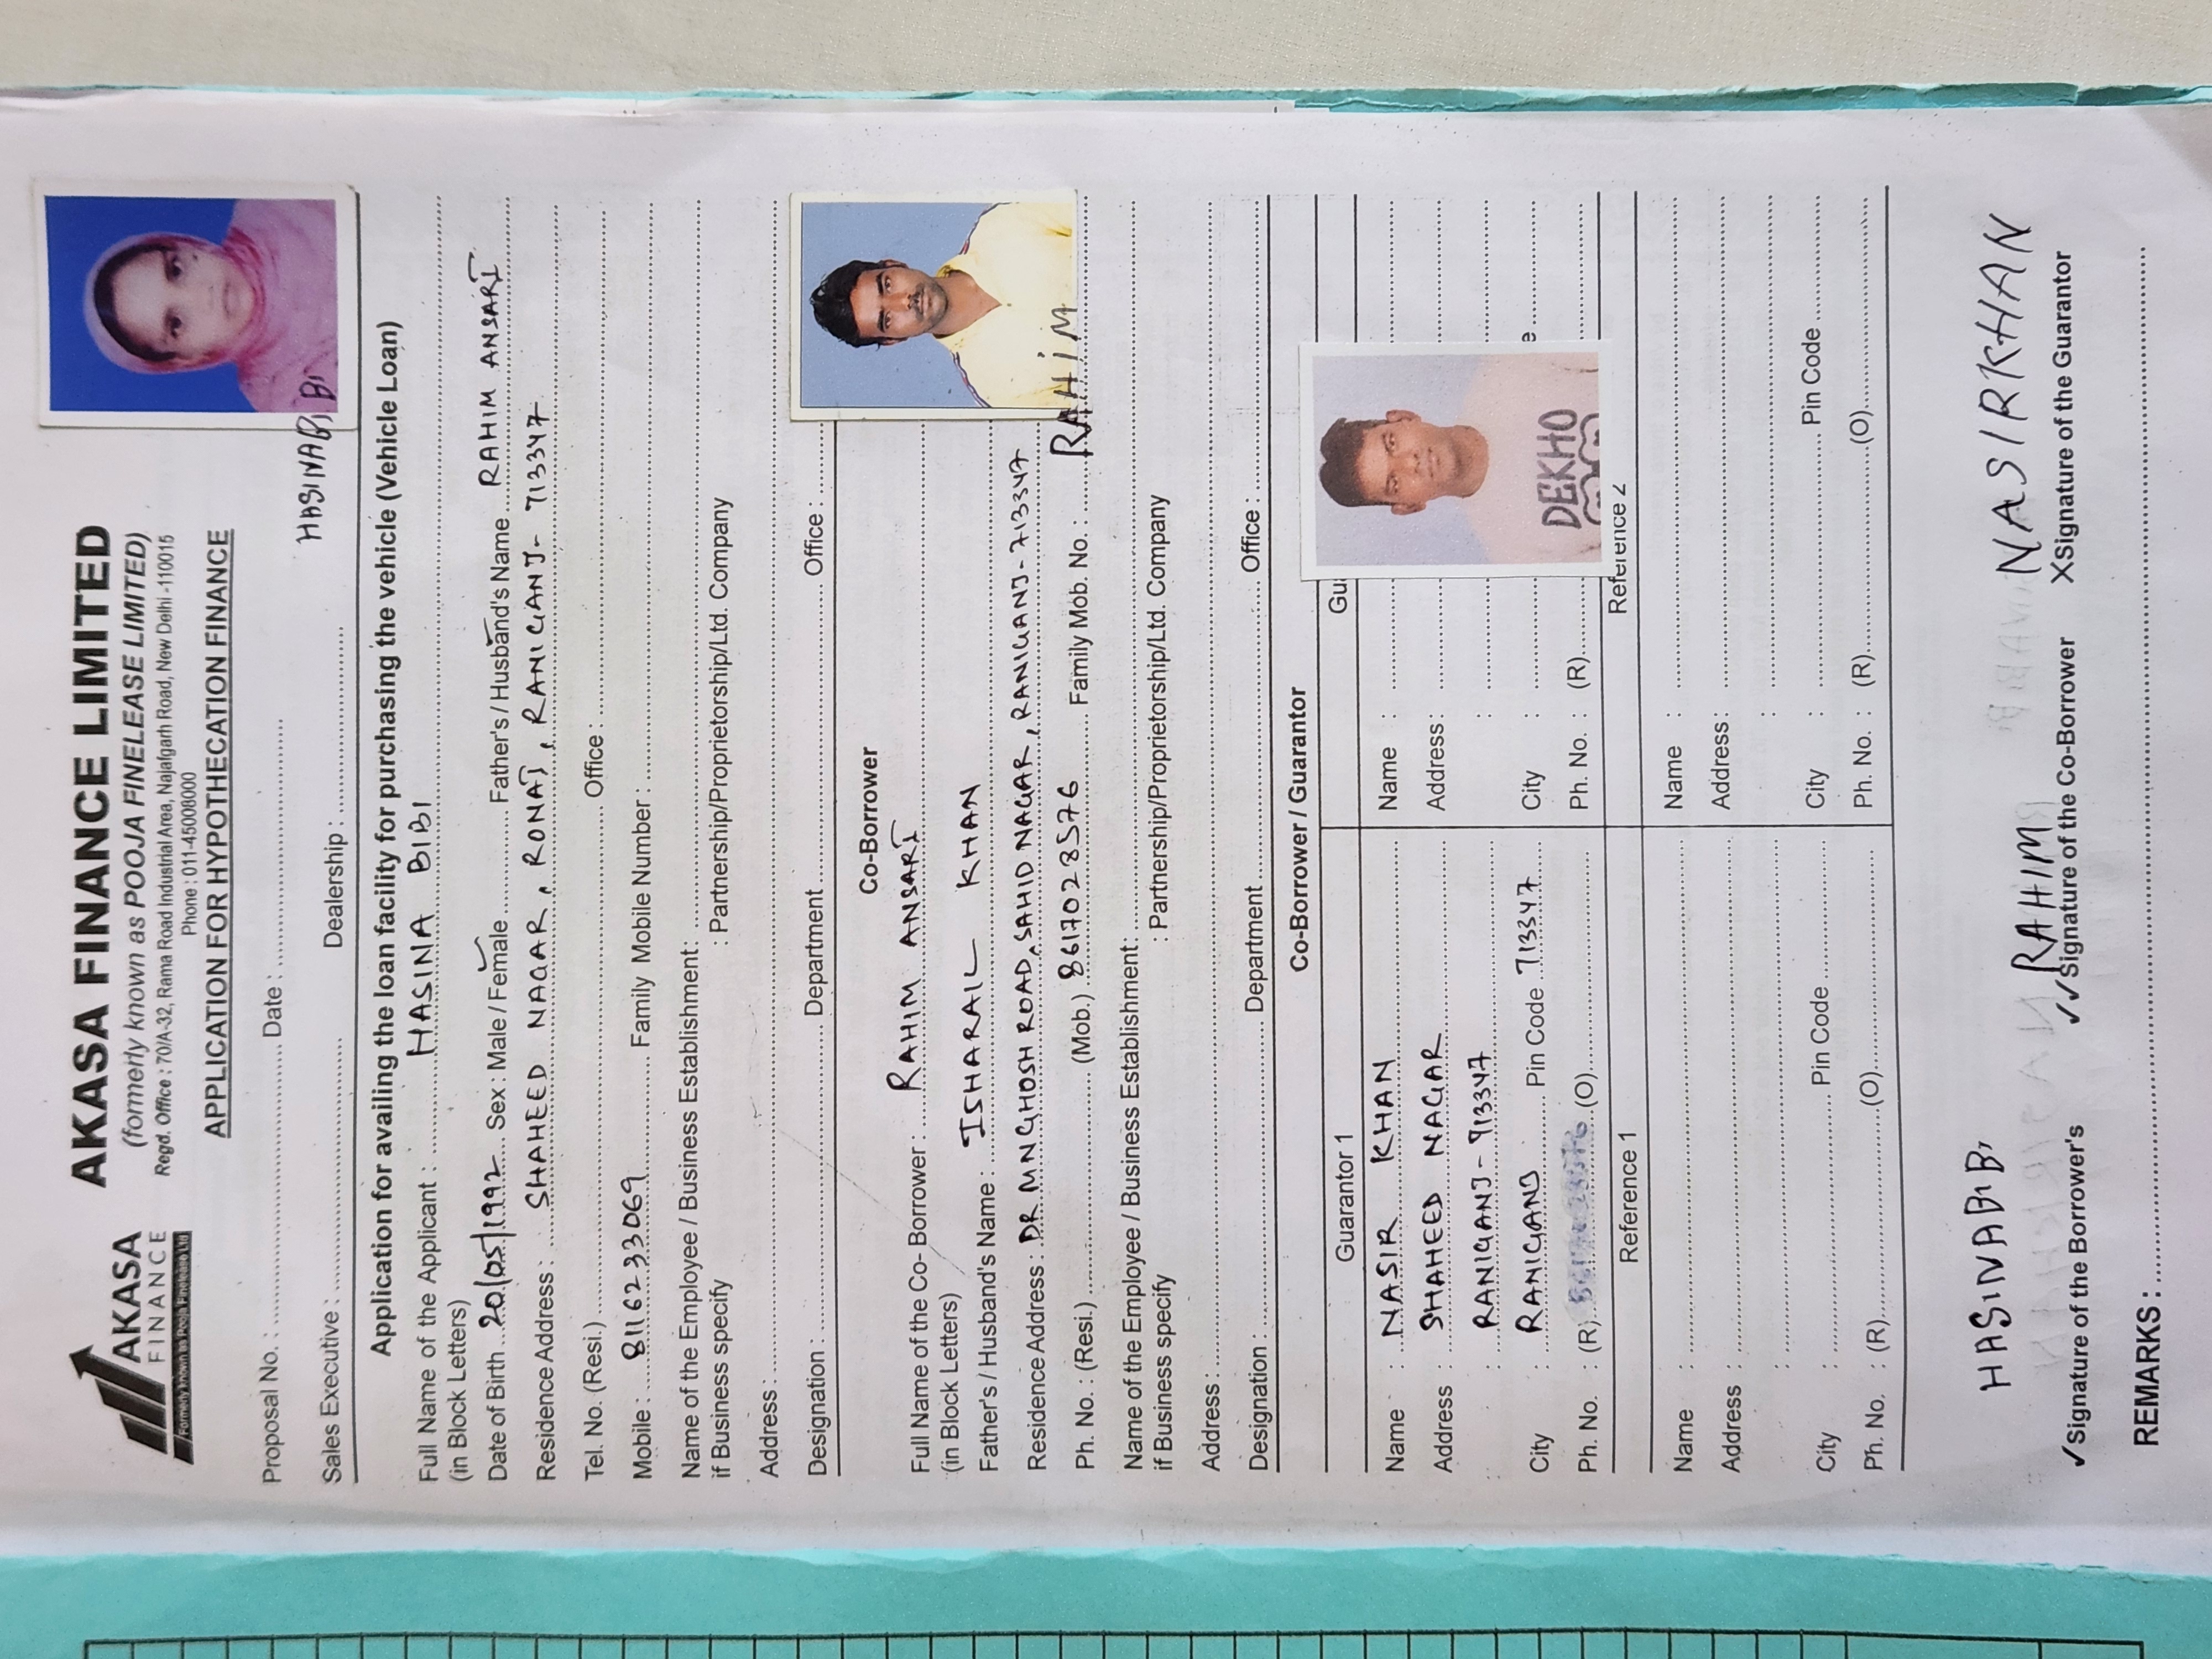 AKASA
FINANCE
Formerly known as Pooja Finelease Ltd
AKASA FINANCE LIMITED
(formerly known as POOJA FINELEASE LIMITED)
Regd. Office : 70/A-32, Rama Road Industrial Area, Najafgarh Road, New Delhi -110015
Phone : 011-45008000
APPLICATION FOR HYPOTHECATION FINANCE
Proposal No. : ........ Date : ........
HASINABIBI
Sales Executive : ........ Dealership : ........
Application for availing the loan facility for purchasing the vehicle (Vehicle Loan)
Full Name of the Applicant : HASINA BIBI
(in Block Letters)
Date of Birth 20/05/1992 Sex : Male / Female ........ Father's / Husband's Name RAHIM ANSARI
Residence Address : SHAHEED NAGAR, RONAI, RANIGANJ- 713347
Tel. No. (Resi.) ........ Office : ........
Mobile : 8116233069 Family Mobile Number : ........
Name of the Employee / Business Establishment: ........
if Business specify : Partnership/Proprietorship/Ltd. Company
Address : ........
Designation : ........ Department ........ Office : ........
Co-Borrower
Full Name of the Co- Borrower : RAHIM ANSARI
(in Block Letters)
Father's / Husband's Name : ISHARAIL KHAN
Residence Address : DR MN GHOSH ROAD, SAHID NAGAR, RANIGANJ-713347
Ph. No. : (Resi.) ........ (Mob.) 8617028576 Family Mob. No. : ........ RAHIM
Name of the Employee / Business Establishment: ........
if Business specify : Partnership/Proprietorship/Ltd. Company
Address : ........
Designation : ........ Department ........ Office : ........
Co-Borrower / Guarantor
Guarantor 1
Name : NASIR KHAN
Address : SHAHEED NAGAR
: RANIGANJ - 713347
City : RANIGANJ Pin Code 713347
Ph. No. : (R) ........ (O) ........
Name : ........
Address : ........
: ........
City : ........
Ph. No. : (R) ........
DEKHO
Reference 1
Name : ........
Address : ........
: ........
City : ........ Pin Code ........
Ph. No. : (R) ........ (O) ........
Reference 2
Name : ........
Address : ........
: ........
City : ........ Pin Code ........
Ph. No. : (R) ........ (O) ........
HASINABIBI
RAHIM
NASIRKHAN
✓Signature of the Borrower's
✓✓Signature of the Co-Borrower
XSignature of the Guarantor
REMARKS : ........